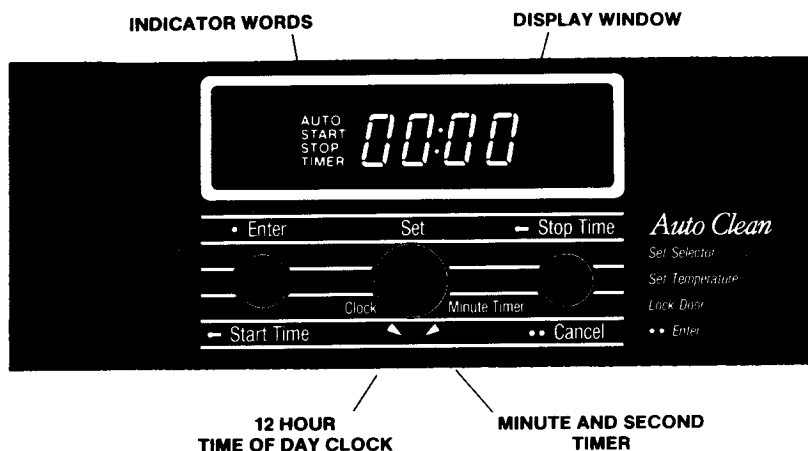 INDICATOR WORDS
DISPLAY WINDOW
AUTO
START
STOP
TIMER
00:00
• Enter
Set
← Stop Time
Clock
Minute Timer
← Start Time
•• Cancel
Auto Clean
Set Selector
Set Temperature
Lock Door
•• Enter
12 HOUR
TIME OF DAY CLOCK
MINUTE AND SECOND
TIMER